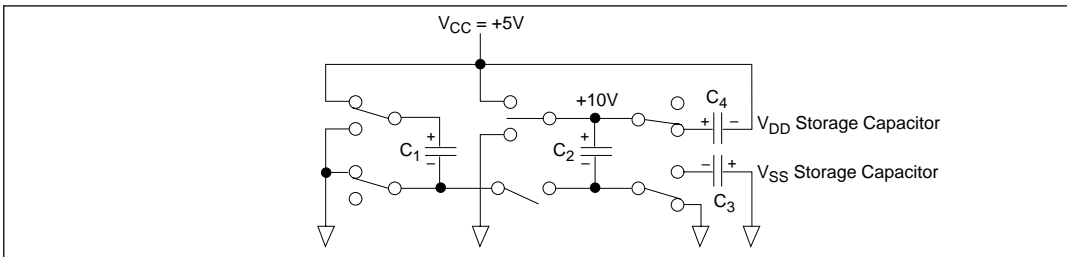 VCC = +5V
+10V
C4
+ −
VDD Storage Capacitor
+
C1
−
+
C2
−
− +
VSS Storage Capacitor
C3